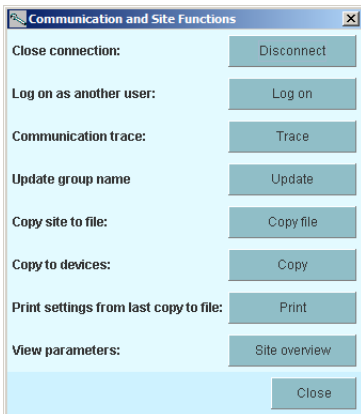 Communication and Site Functions
Close connection: Disconnect
Log on as another user: Log on
Communication trace: Trace
Update group name Update
Copy site to file: Copy file
Copy to devices: Copy
Print settings from last copy to file: Print
View parameters: Site overview
Close